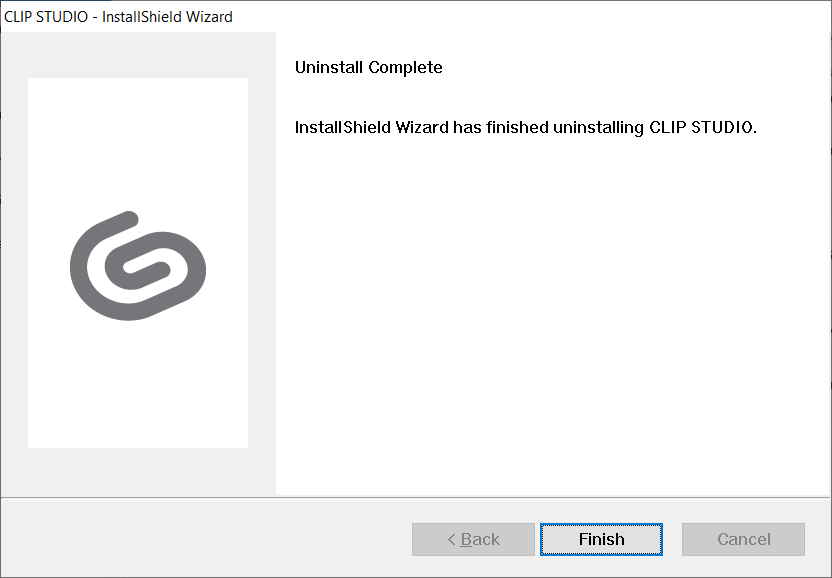 CLIP STUDIO - InstallShield Wizard
Uninstall Complete
InstallShield Wizard has finished uninstalling CLIP STUDIO.
< Back
Finish
Cancel